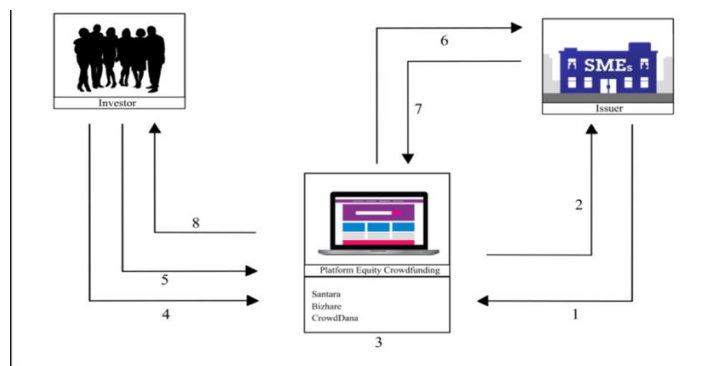 6
SMEs
Investor
Issuer
7
2
8
Platform Equity Crowdfunding
5
Santara
Bizhare
4
CrowdDana
1
3